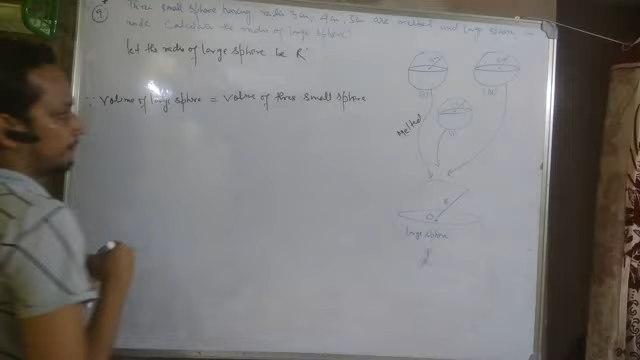 9 Three small sphere having radii 3cm, 4cm, 5cm are melted and large sphere
made Calculate the radius of large sphere?
let the radius of large sphere be R
∵ Volume of large sphere = Volume of three small sphere
melted
R
large sphere